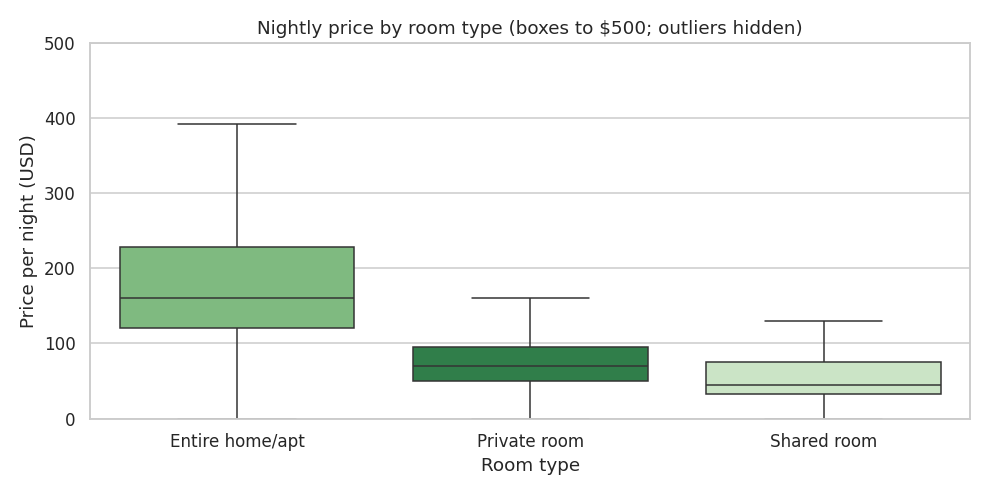 Nightly price by room type (boxes to $500; outliers hidden)
Price per night (USD)
500
400
300
200
100
0
Entire home/apt
Private room
Shared room
Room type